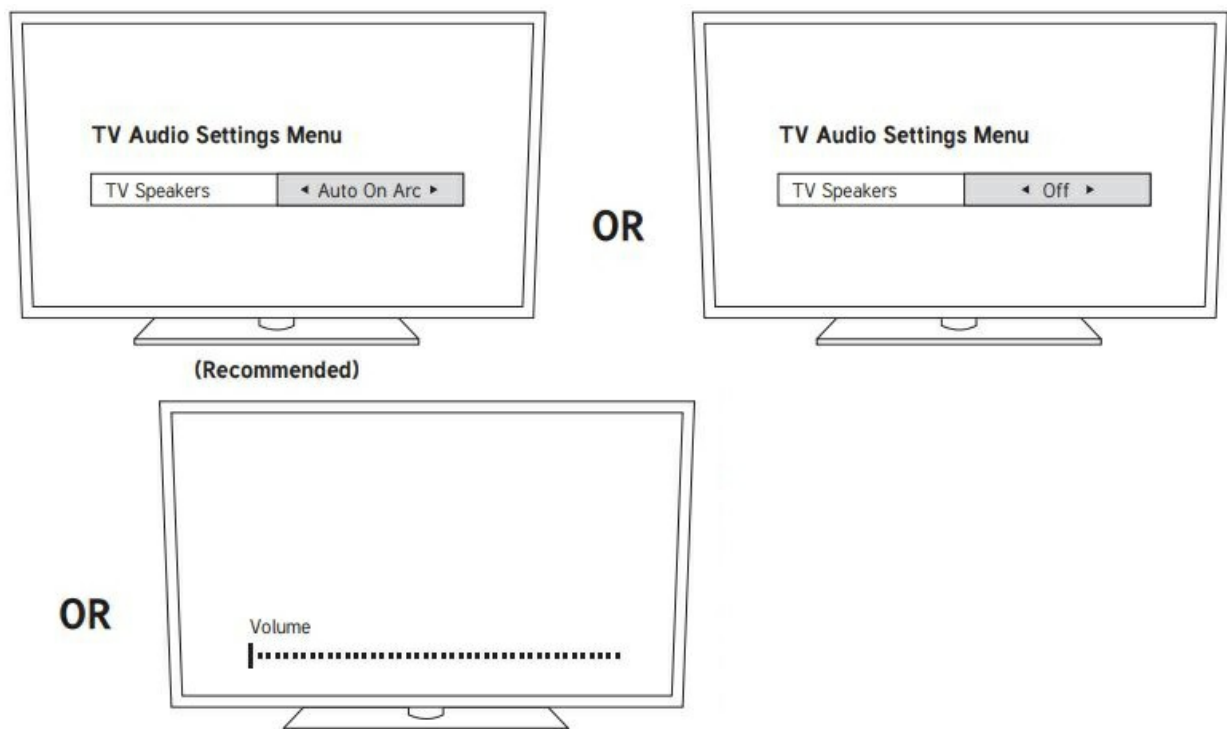 TV Audio Settings Menu
TV Speakers ◄ Auto On Arc ►
(Recommended)
OR
TV Audio Settings Menu
TV Speakers ◄ Off ►
OR
Volume